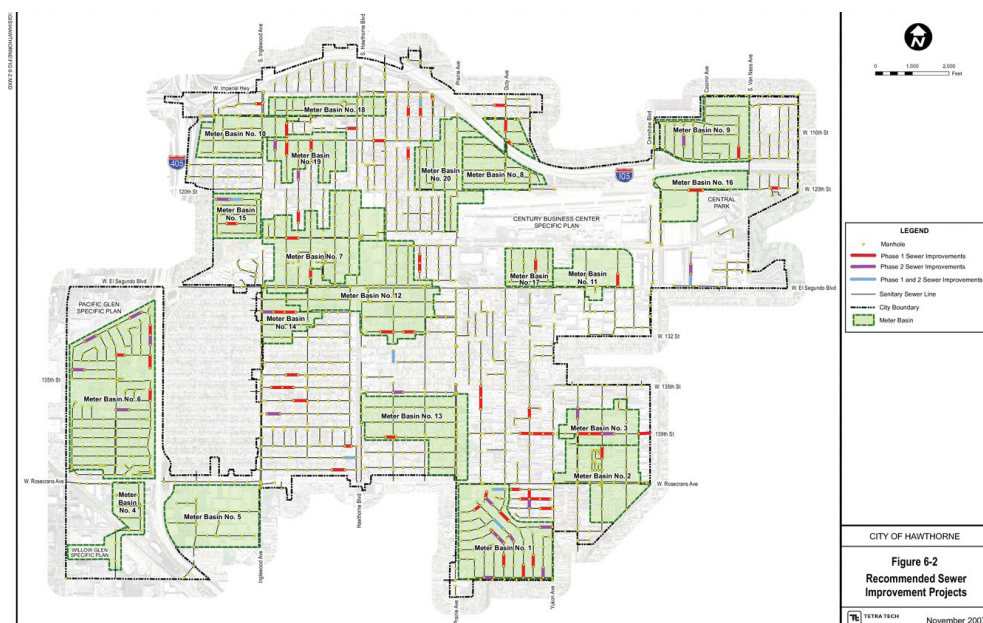 GIS\HAWTHORNE\FIG-6-2.MXD
S. Inglewood Ave
S. Hawthorne Blvd
Prairie Ave
Doty Ave
Crenshaw Blvd
Casimir Ave
S. Van Ness Ave
N
0 1,000 2,000
Feet
W. Imperial Hwy
Meter Basin No. 18
Meter Basin No. 10
Meter Basin No. 9
W. 116th St
405
Meter Basin
No. 19
Meter Basin
No. 20
Meter Basin No. 8
105
Meter Basin No. 16
120th St
W. 120th St
CENTRAL
PARK
Meter Basin
No. 15
CENTURY BUSINESS CENTER
SPECIFIC PLAN
LEGEND
Manhole
Phase 1 Sewer Improvements
Phase 2 Sewer Improvements
Phase 1 and 2 Sewer Improvements
Sanitary Sewer Line
City Boundary
Meter Basin
Meter Basin No. 7
Meter Basin
No. 17
Meter Basin
No. 11
W. El Segundo Blvd
W. El Segundo Blvd
Meter Basin No. 12
PACIFIC GLEN
SPECIFIC PLAN
Meter Basin
No. 14
W. 132 St
135th St
W. 135th St
Meter Basin No. 6
Meter Basin No. 13
Meter Basin No. 3
139th St
Meter Basin No. 2
W. Rosecrans Ave
W. Rosecrans Ave
Meter
Basin
No. 4
Meter Basin No. 5
Hawthorne Blvd
WILLOW GLEN
SPECIFIC PLAN
Meter Basin No. 1
Inglewood Ave
Prairie Ave
Yukon Ave
CITY OF HAWTHORNE
Figure 6-2
Recommended Sewer
Improvement Projects
TETRA TECH
November 2007